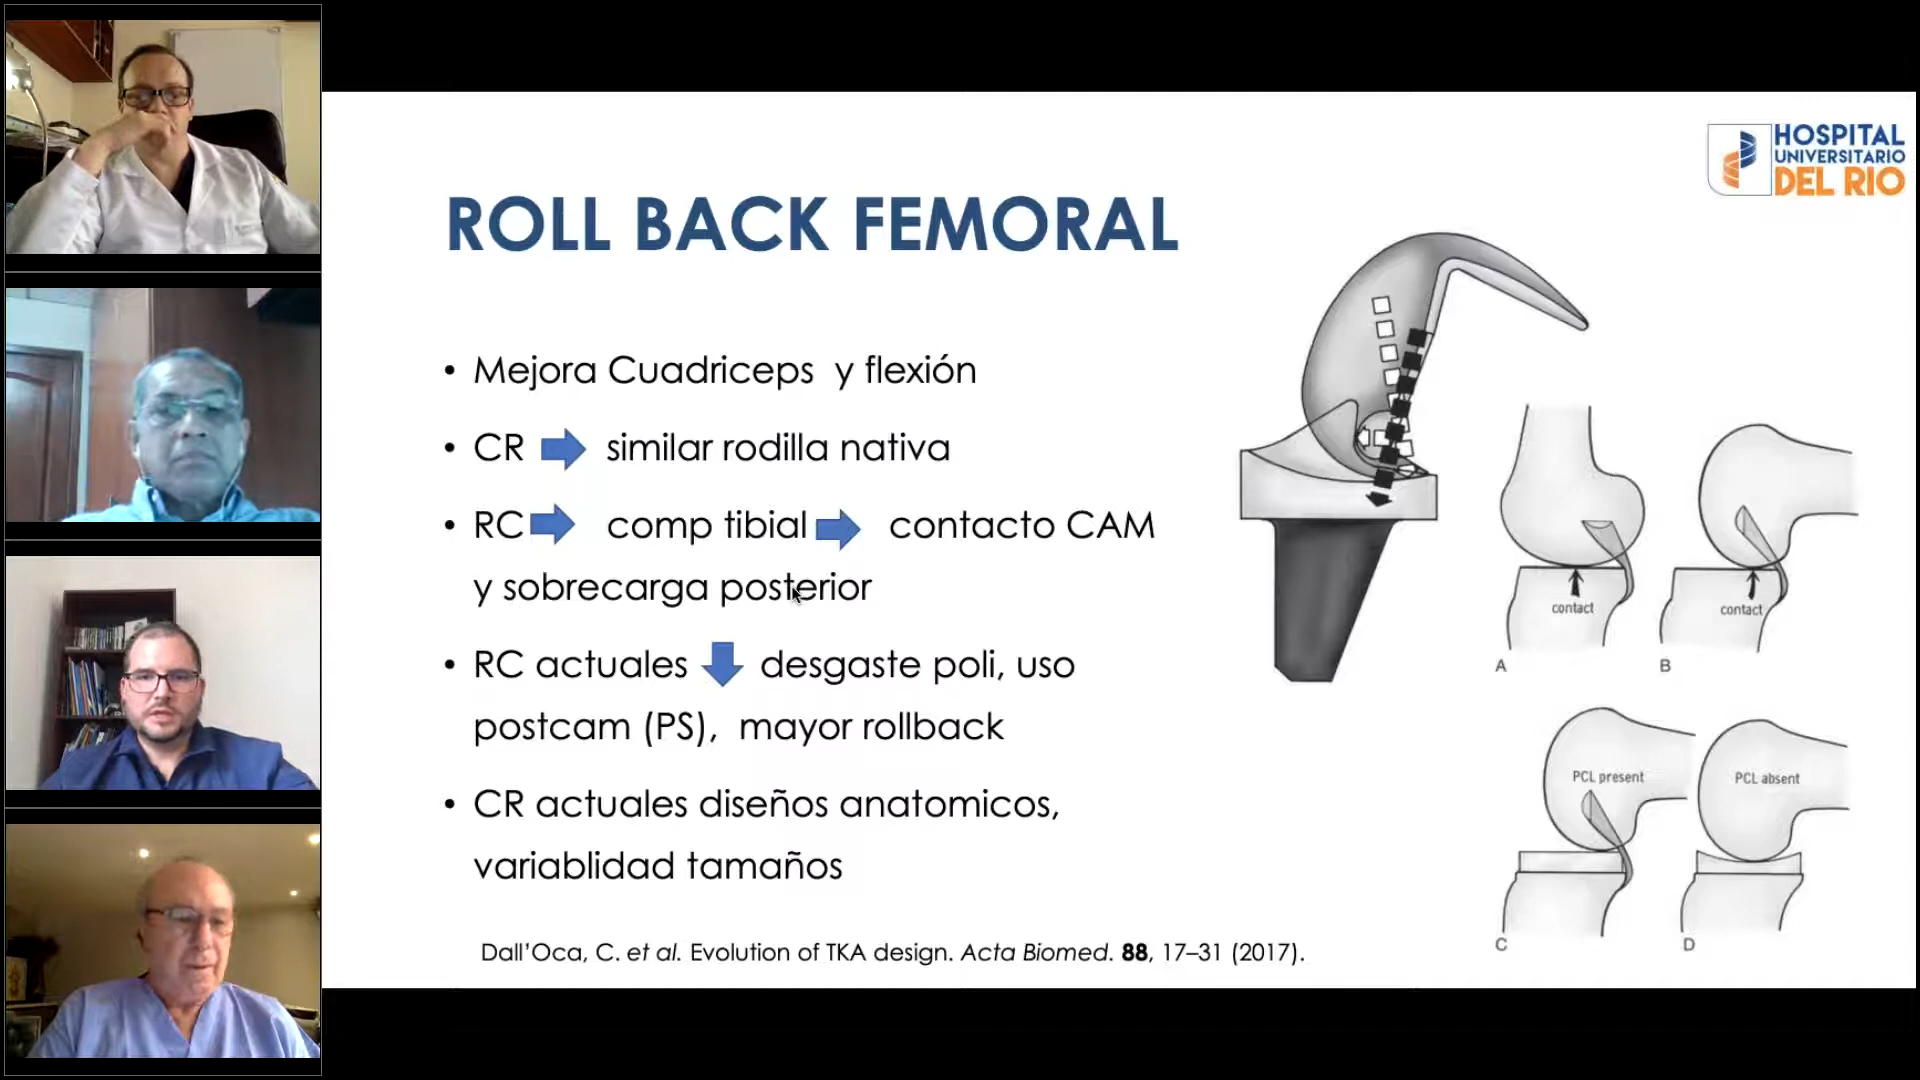 HOSPITAL
UNIVERSITARIO
DEL RIO
ROLL BACK FEMORAL
• Mejora Cuadriceps y flexión
• CR similar rodilla nativa
• RC comp tibial contacto CAM
y sobrecarga posterior
• RC actuales desgaste poli, uso
postcam (PS), mayor rollback
• CR actuales diseños anatomicos,
variablidad tamaños
contact
contact
A
B
PCL present
PCL absent
C
D
Dall'Oca, C. et al. Evolution of TKA design. Acta Biomed. 88, 17–31 (2017).